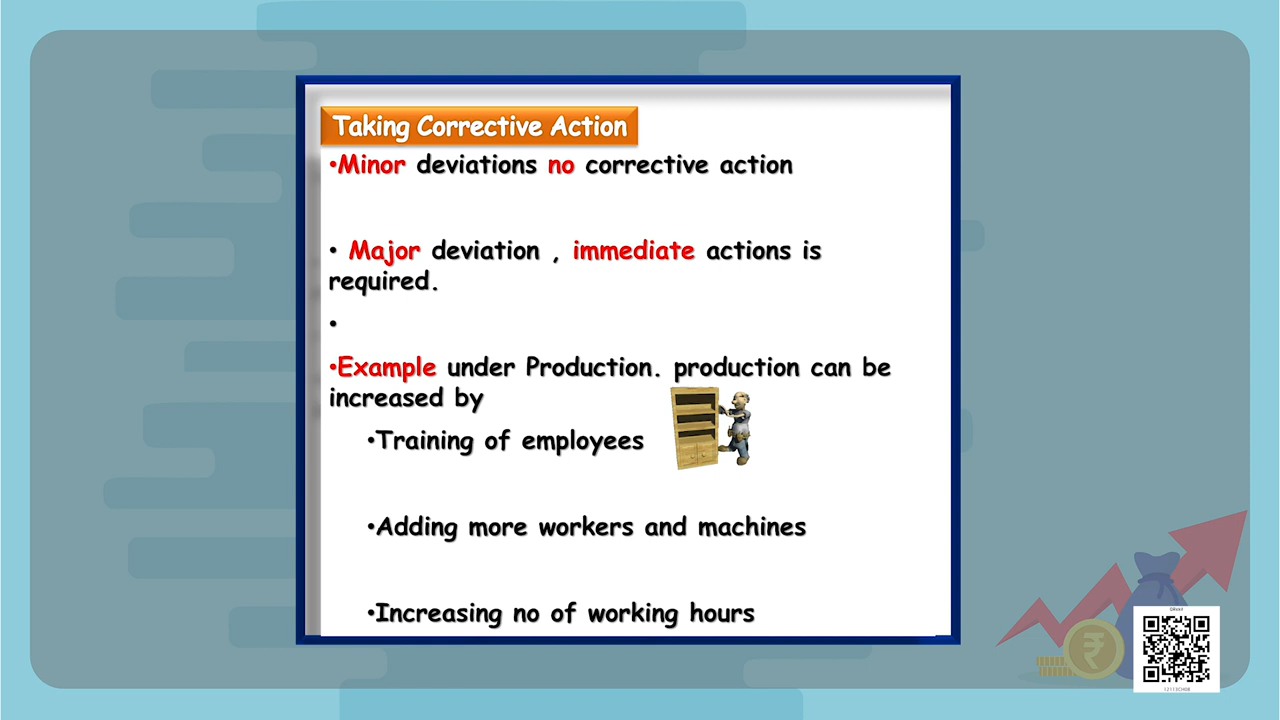 Taking Corrective Action
•Minor deviations no corrective action
• Major deviation , immediate actions is
required.
•
•Example under Production. production can be
increased by
•Training of employees
•Adding more workers and machines
•Increasing no of working hours
₹
12113CH08